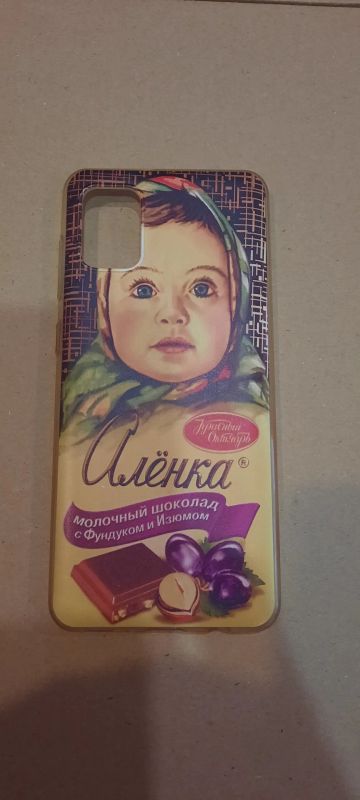 Красный
Октябрь
Алёнка ®
МОЛОЧНЫЙ ШОКОЛАД
с Фундуком и Изюмом